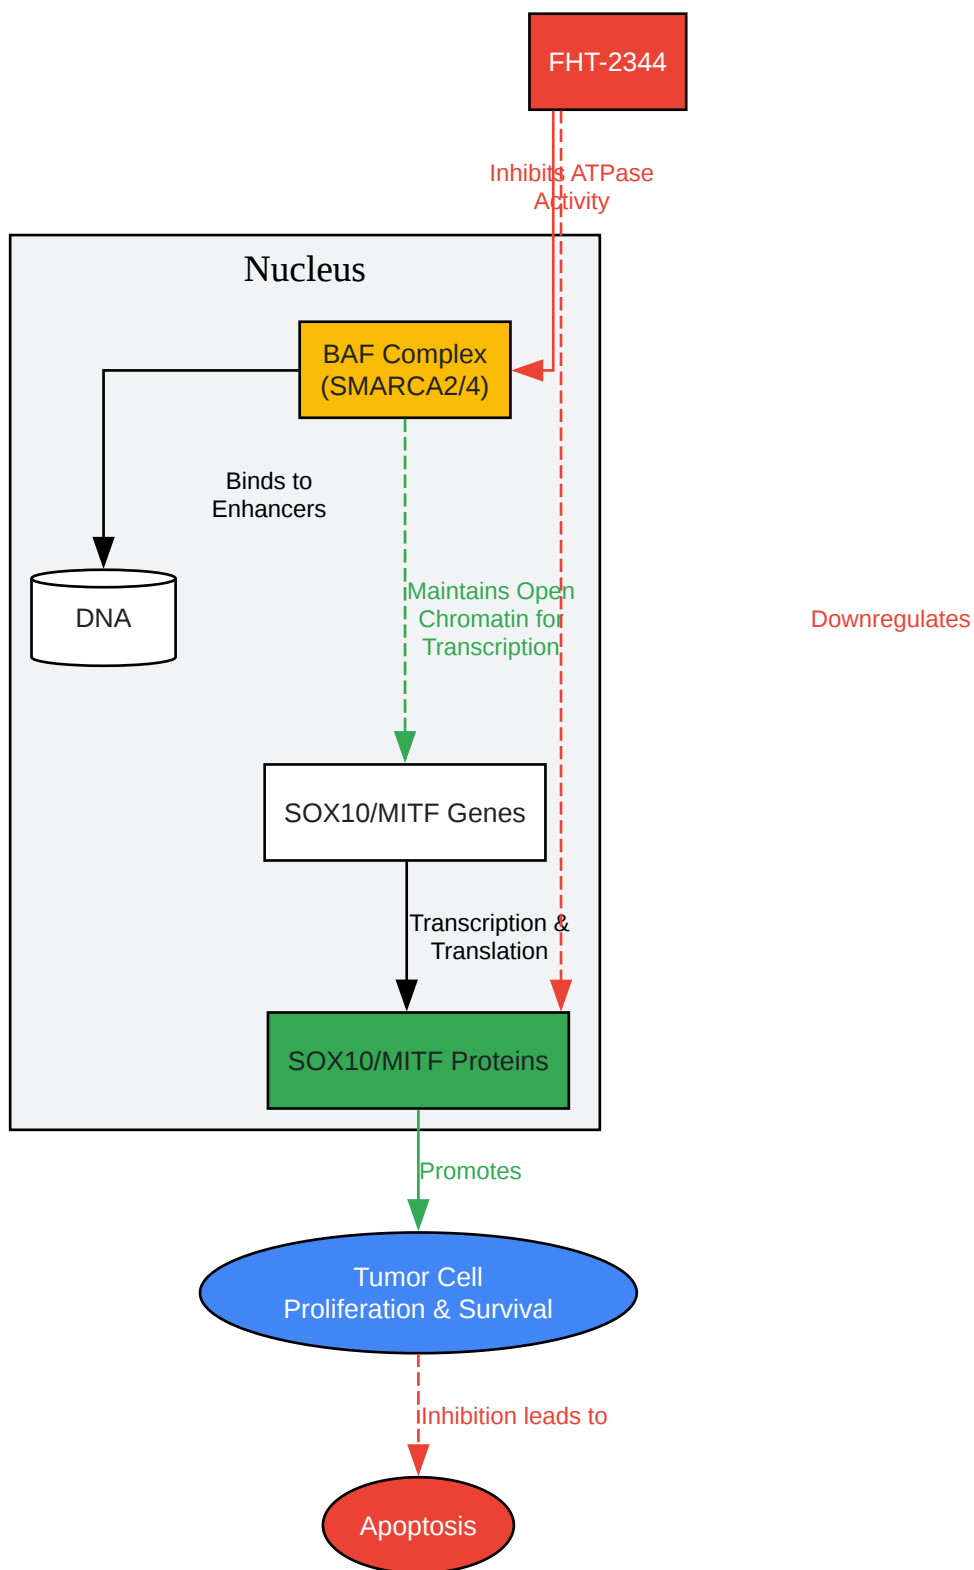 FHT-2344
Inhibits ATPase
Activity
Nucleus
BAF Complex
(SMARCA2/4)
Binds to
Enhancers
DNA
Maintains Open
Chromatin for
Transcription
Downregulates
SOX10/MITF Genes
Transcription &
Translation
SOX10/MITF Proteins
Promotes
Tumor Cell
Proliferation & Survival
Inhibition leads to
Apoptosis